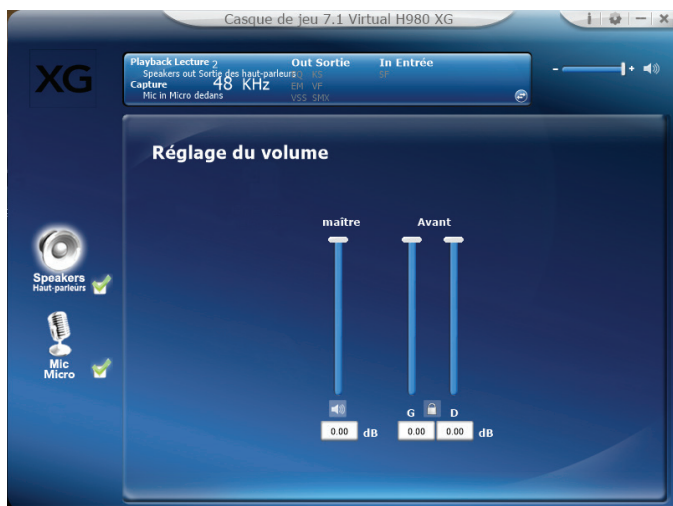 Casque de jeu 7.1 Virtual H980 XG
XG
Playback Lecture 2
Out Sortie
In Entrée
Speakers out Sortie des haut-parleurs
EQ KS
SF
Capture
48 KHz
EM VF
Mic in Micro dedans
VSS SMX
- +
Réglage du volume
maître
Avant
Speakers
Haut-parleurs
Mic
Micro
G D
0.00 dB
0.00 0.00 dB